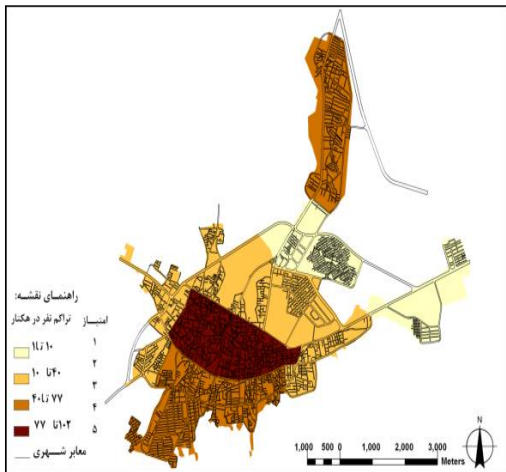 راهنمای نقشه:
امتیاز تراکم نفر در هکتار
۱
۱۰ تا۱
۲
۴۰تا ۱۰
۳
۷۷ تا۴۰
۴
۱۰۲تا ۷۷
۵
معابر شهری
N
1,000 500 0 1,000 2,000 3,000
Meters